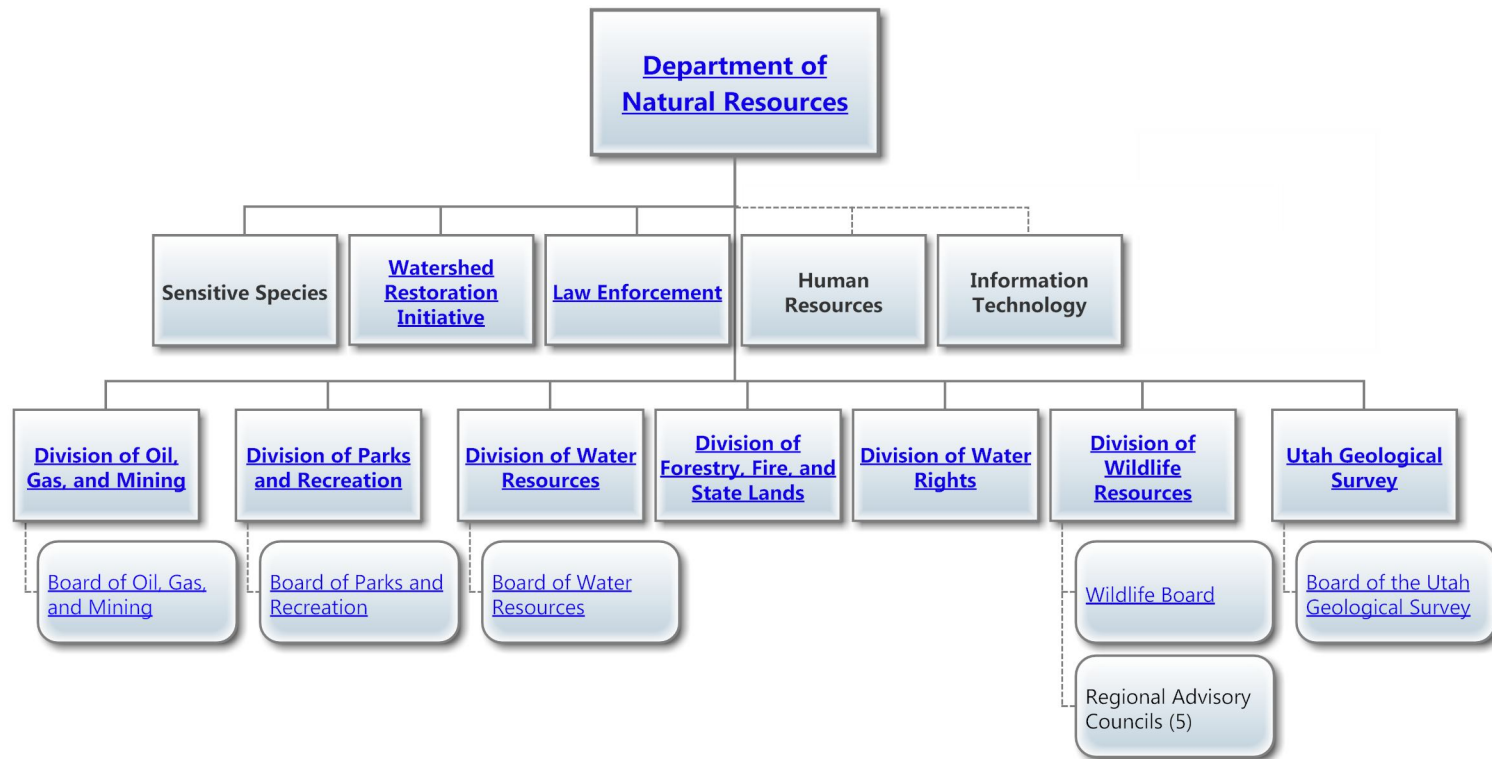 Department of
Natural Resources
Sensitive Species
Watershed
Restoration
Initiative
Law Enforcement
Human
Resources
Information
Technology
Division of Oil,
Gas, and Mining
Division of Parks
and Recreation
Division of Water
Resources
Division of
Forestry, Fire, and
State Lands
Division of Water
Rights
Division of
Wildlife
Resources
Utah Geological
Survey
Board of Oil, Gas,
and Mining
Board of Parks and
Recreation
Board of Water
Resources
Wildlife Board
Board of the Utah
Geological Survey
Regional Advisory
Councils (5)